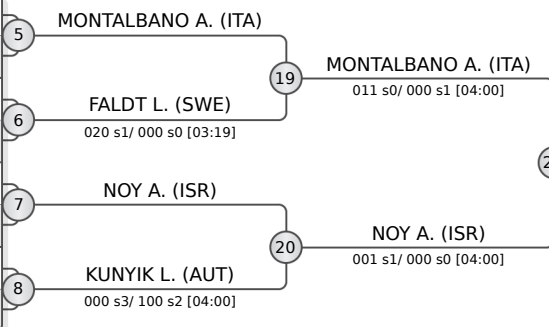 MONTALBANO A. (ITA)
5
19
MONTALBANO A. (ITA)
011 s0/ 000 s1 [04:00]
FALDT L. (SWE)
6
020 s1/ 000 s0 [03:19]
NOY A. (ISR)
7
20
NOY A. (ISR)
001 s1/ 000 s0 [04:00]
KUNYIK L. (AUT)
8
000 s3/ 100 s2 [04:00]